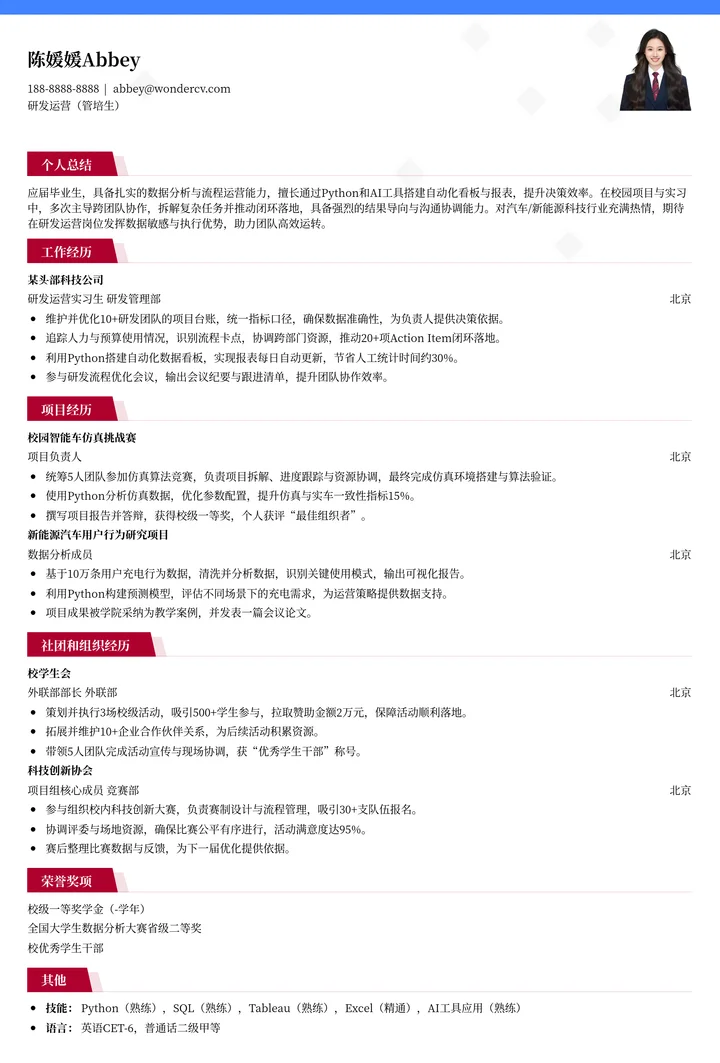 陈媛媛Abbey
188-8888-8888 | abbey@wondercv.com
研发运营（管培生）
个人总结
应届毕业生，具备扎实的数据分析与流程运营能力，擅长通过Python和AI工具搭建自动化看板与报表，提升决策效率。在校园项目与实习
中，多次主导跨团队协作，拆解复杂任务并推动闭环落地，具备强烈的结果导向与沟通协调能力。对汽车/新能源科技行业充满热情，期待
在研发运营岗位发挥数据敏感与执行优势，助力团队高效运转。
工作经历
某头部科技公司
研发运营实习生 研发管理部 北京
• 维护并优化10+研发团队的项目台账，统一指标口径，确保数据准确性，为负责人提供决策依据。
• 追踪人力与预算使用情况，识别流程卡点，协调跨部门资源，推动20+项Action Item闭环落地。
• 利用Python搭建自动化数据看板，实现报表每日自动更新，节省人工统计时间约30%。
• 参与研发流程优化会议，输出会议纪要与跟进清单，提升团队协作效率。
项目经历
校园智能车仿真挑战赛
项目负责人 北京
• 统筹5人团队参加仿真算法竞赛，负责项目拆解、进度跟踪与资源协调，最终完成仿真环境搭建与算法验证。
• 使用Python分析仿真数据，优化参数配置，提升仿真与实车一致性指标15%。
• 撰写项目报告并答辩，获得校级一等奖，个人获评“最佳组织者”。
新能源汽车用户行为研究项目
数据分析成员 北京
• 基于10万条用户充电行为数据，清洗并分析数据，识别关键使用模式，输出可视化报告。
• 利用Python构建预测模型，评估不同场景下的充电需求，为运营策略提供数据支持。
• 项目成果被学院采纳为教学案例，并发表一篇会议论文。
社团和组织经历
校学生会
外联部部长 外联部 北京
• 策划并执行3场校级活动，吸引500+学生参与，拉取赞助金额2万元，保障活动顺利落地。
• 拓展并维护10+企业合作伙伴关系，为后续活动积累资源。
• 带领5人团队完成活动宣传与现场协调，获“优秀学生干部”称号。
科技创新协会
项目组核心成员 竞赛部 北京
• 参与组织校内科技创新大赛，负责赛制设计与流程管理，吸引30+支队伍报名。
• 协调评委与场地资源，确保比赛公平有序进行，活动满意度达95%。
• 赛后整理比赛数据与反馈，为下一届优化提供依据。
荣誉奖项
校级一等奖学金（-学年）
全国大学生数据分析大赛省级二等奖
校优秀学生干部
其他
• 技能： Python（熟练），SQL（熟练），Tableau（熟练），Excel（精通），AI工具应用（熟练）
• 语言： 英语CET-6，普通话二级甲等